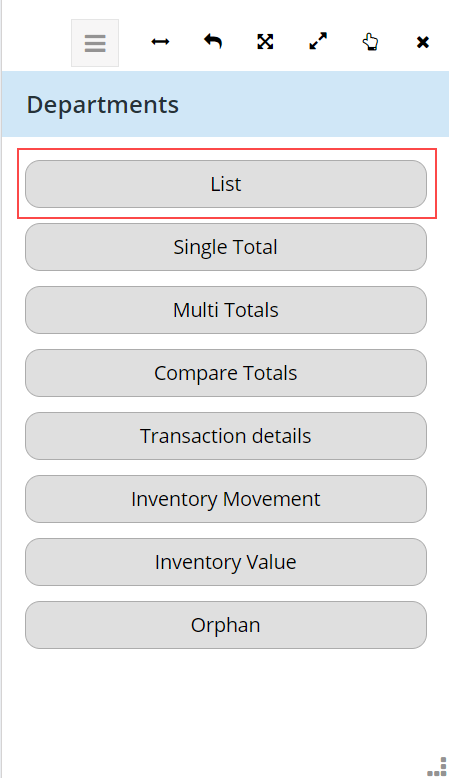 Departments
List
Single Total
Multi Totals
Compare Totals
Transaction details
Inventory Movement
Inventory Value
Orphan